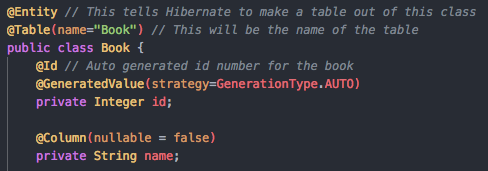 @Entity // This tells Hibernate to make a table out of this class
@Table(name="Book") // This will be the name of the table
public class Book {
    @Id // Auto generated id number for the book
    @GeneratedValue(strategy=GenerationType.AUTO)
    private Integer id;

    @Column(nullable = false)
    private String name;